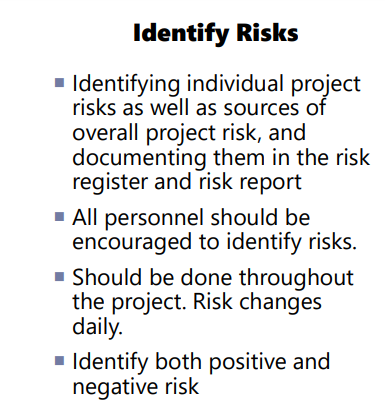 Identify Risks
Identifying individual project
risks as well as sources of
overall project risk, and
documenting them in the risk
register and risk report
All personnel should be
encouraged to identify risks.
Should be done throughout
the project. Risk changes
daily.
Identify both positive and
negative risk